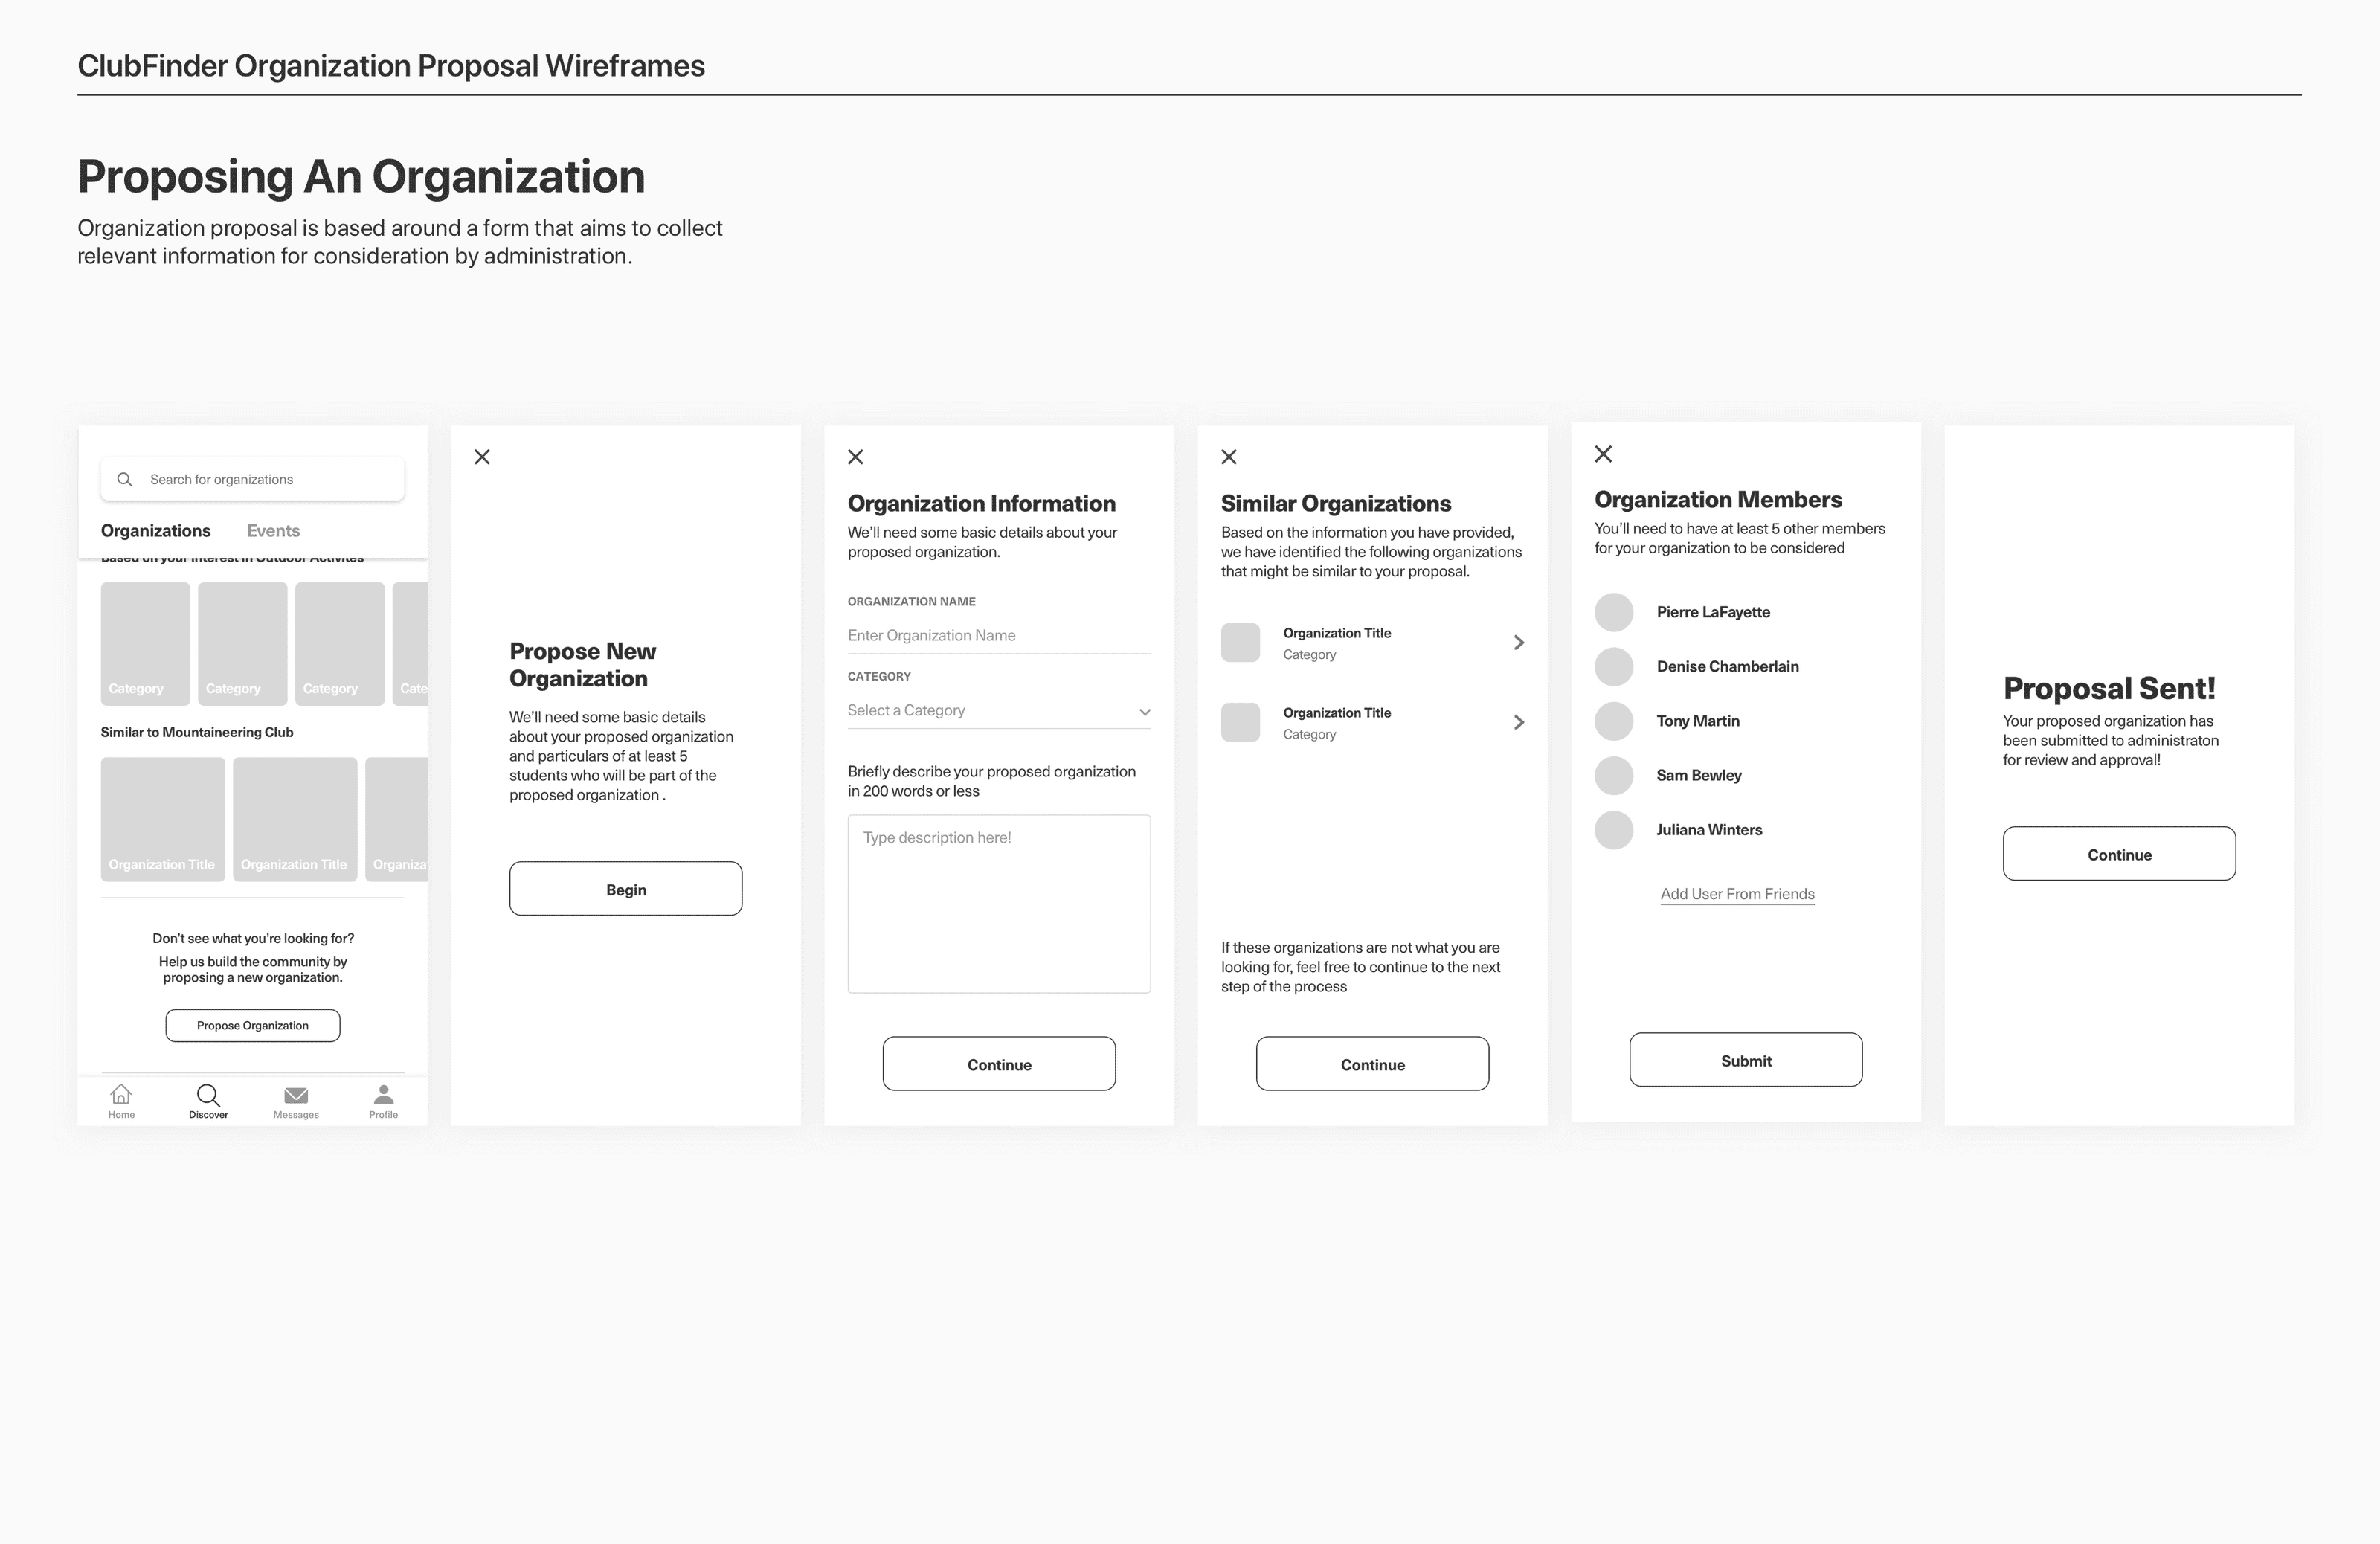 ClubFinder Organization Proposal Wireframes
Proposing An Organization
Organization proposal is based around a form that aims to collect
relevant information for consideration by administration.
Search for organizations
Organizations Events
Based on your interest in Outdoor Activites
Category Category Category Cate
Similar to Mountaineering Club
Organization Title Organization Title Organiza
Don't see what you're looking for?
Help us build the community by
proposing a new organization.
Propose Organization
Home Discover Messages Profile
Propose New
Organization
We'll need some basic details
about your proposed organization
and particulars of at least 5
students who will be part of the
proposed organization .
Begin
Organization Information
We'll need some basic details about your
proposed organization.
ORGANIZATION NAME
Enter Organization Name
CATEGORY
Select a Category
Briefly describe your proposed organization
in 200 words or less
Type description here!
Continue
Similar Organizations
Based on the information you have provided,
we have identified the following organizations
that might be similar to your proposal.
Organization Title
Category
Organization Title
Category
If these organizations are not what you are
looking for, feel free to continue to the next
step of the process
Continue
Organization Members
You'll need to have at least 5 other members
for your organization to be considered
Pierre LaFayette
Denise Chamberlain
Tony Martin
Sam Bewley
Juliana Winters
Add User From Friends
Submit
Proposal Sent!
Your proposed organization has
been submitted to administraton
for review and approval!
Continue